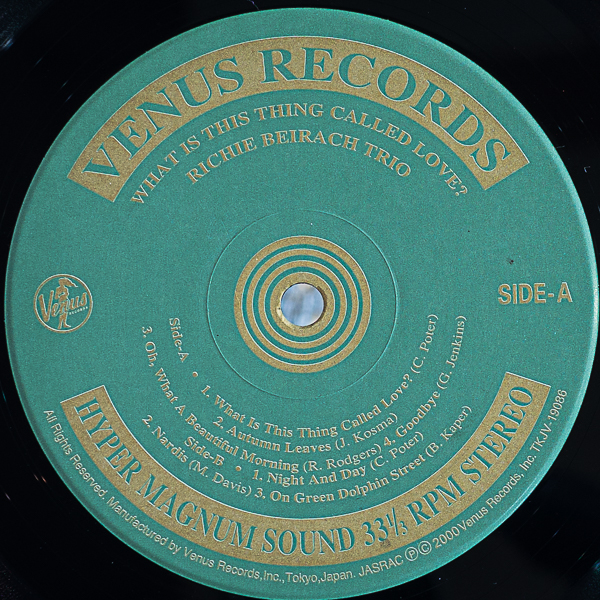 VENUS RECORDS
WHAT IS THIS THING CALLED LOVE?
RICHIE BEIRACH TRIO
Venus
RECORDS
SIDE-A
Side-A • 1. What Is This Thing Called Love? (C. Poter)
2. Autumn Leaves (J. Kosma)
3. Oh, What A Beautiful Morning (R. Rodgers) 4. Goodbye (G. Jenkins)
Side-B • 1. Night And Day (C. Poter)
2. Nardis (M. Davis) 3. On Green Dolphin Street (B. Kaper)
HYPER MAGNUM SOUND 33 1/3 RPM STEREO
All Rights Reserved. Manufactured by Venus Records,Inc.,Tokyo,Japan. JASRAC Ⓟ© 2000 Venus Records, Inc. TKJV-19086